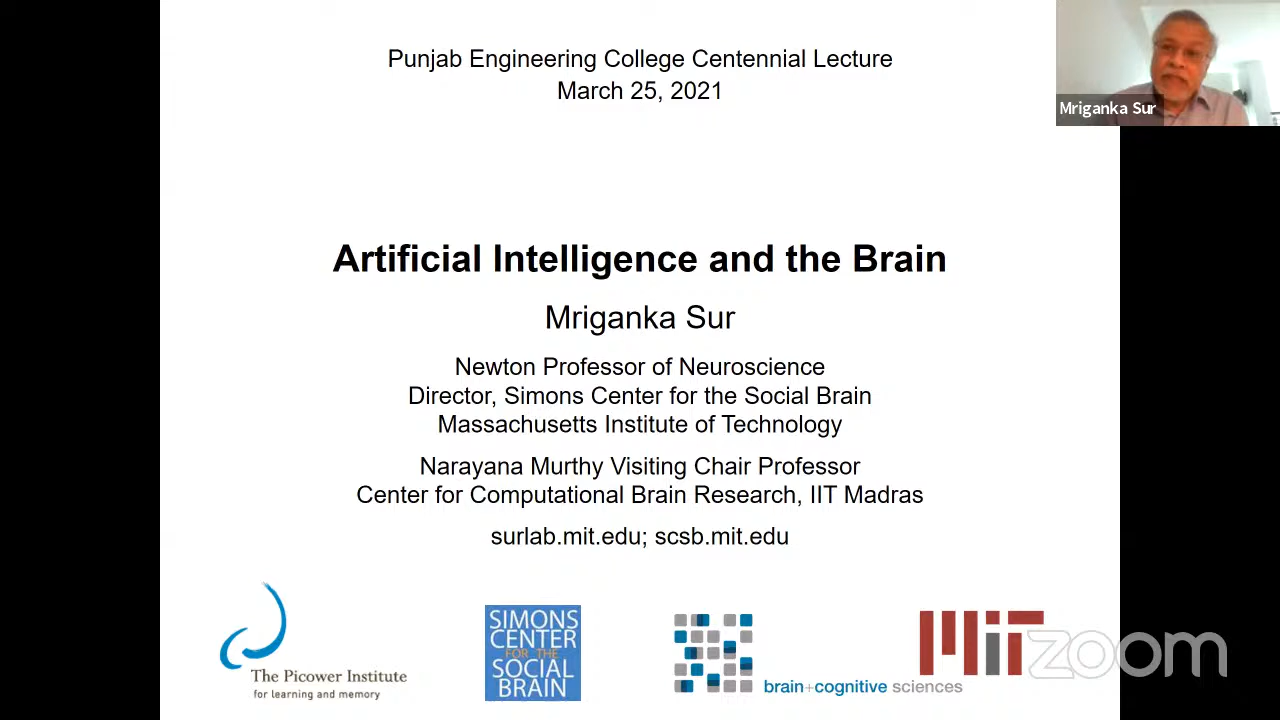 Punjab Engineering College Centennial Lecture
March 25, 2021
Mriganka Sur
Artificial Intelligence and the Brain
Mriganka Sur
Newton Professor of Neuroscience
Director, Simons Center for the Social Brain
Massachusetts Institute of Technology
Narayana Murthy Visiting Chair Professor
Center for Computational Brain Research, IIT Madras
surlab.mit.edu; scsb.mit.edu
The Picower Institute
for learning and memory
SIMONS
CENTER
FOR THE
SOCIAL
BRAIN
brain+cognitive sciences
MIT
zoom